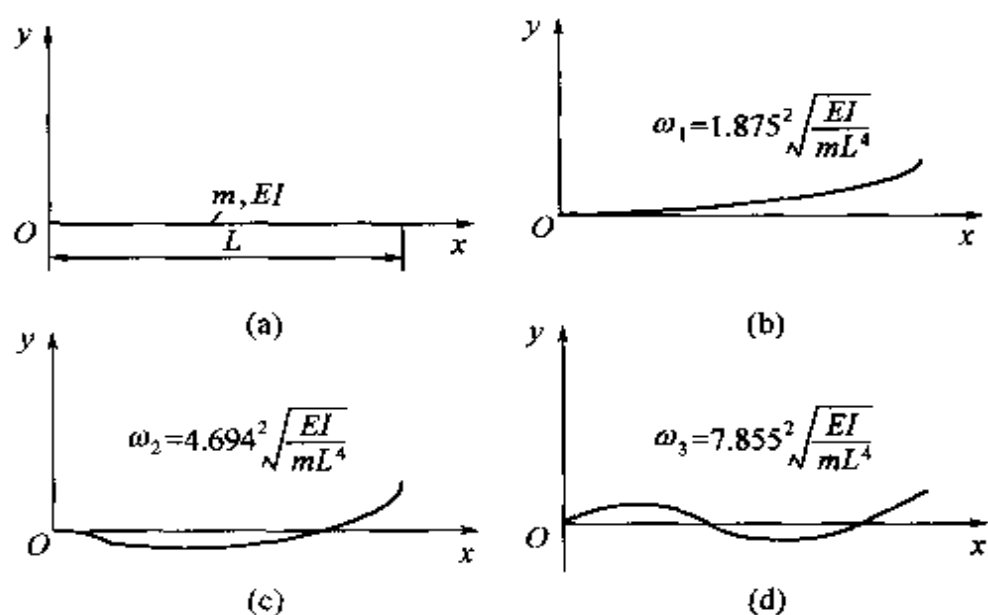 y
m, EI
O
L
x
(a)
y
ω₁=1.875²√(EI/mL⁴)
O
x
(b)
y
ω₂=4.694²√(EI/mL⁴)
O
x
(c)
y
ω₃=7.855²√(EI/mL⁴)
O
x
(d)